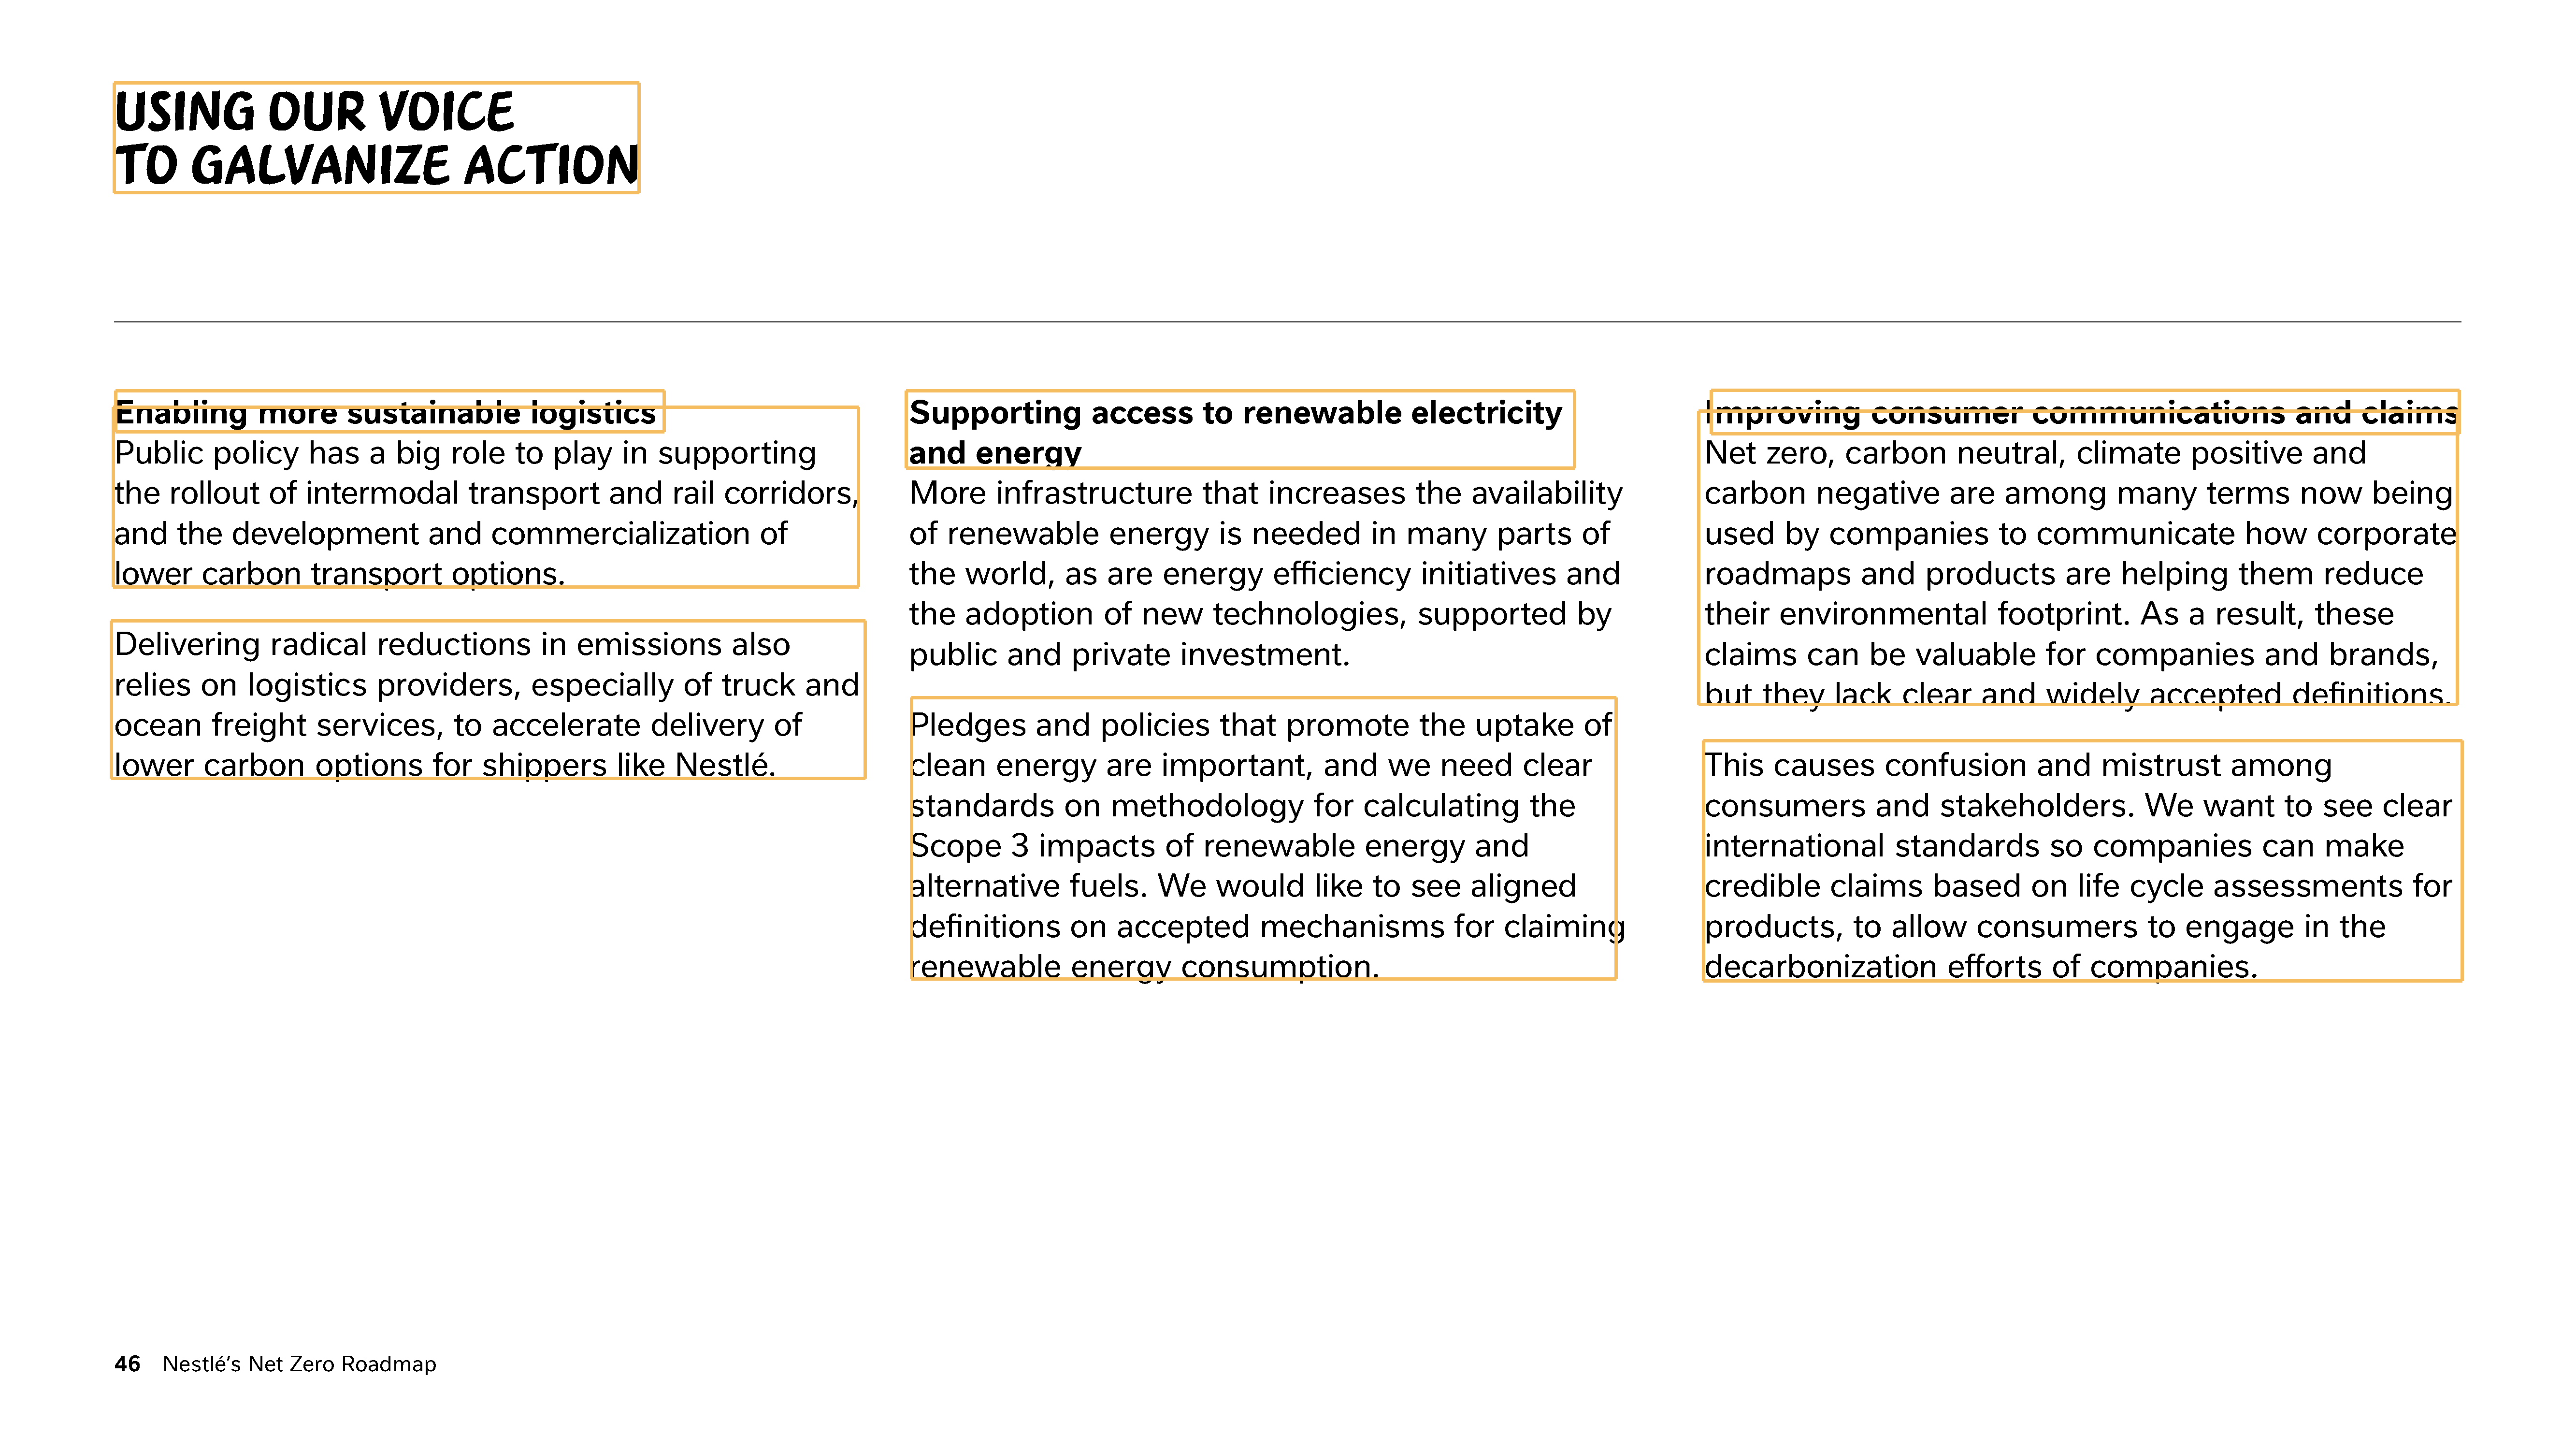 USING OUR VOICE
TO GALVANIZE ACTION
Enabling more sustainable logistics
Public policy has a big role to play in supporting
the rollout of intermodal transport and rail corridors,
and the development and commercialization of
lower carbon transport options.
Delivering radical reductions in emissions also
relies on logistics providers, especially of truck and
ocean freight services, to accelerate delivery of
lower carbon options for shippers like Nestlé.
Supporting access to renewable electricity
and energy
More infrastructure that increases the availability
of renewable energy is needed in many parts of
the world, as are energy efficiency initiatives and
the adoption of new technologies, supported by
public and private investment.
Pledges and policies that promote the uptake of
clean energy are important, and we need clear
standards on methodology for calculating the
Scope 3 impacts of renewable energy and
alternative fuels. We would like to see aligned
definitions on accepted mechanisms for claiming
renewable energy consumption.
Improving consumer communications and claims
Net zero, carbon neutral, climate positive and
carbon negative are among many terms now being
used by companies to communicate how corporate
roadmaps and products are helping them reduce
their environmental footprint. As a result, these
claims can be valuable for companies and brands,
but they lack clear and widely accepted definitions.
This causes confusion and mistrust among
consumers and stakeholders. We want to see clear
international standards so companies can make
credible claims based on life cycle assessments for
products, to allow consumers to engage in the
decarbonization efforts of companies.
46 Nestlé’s Net Zero Roadmap